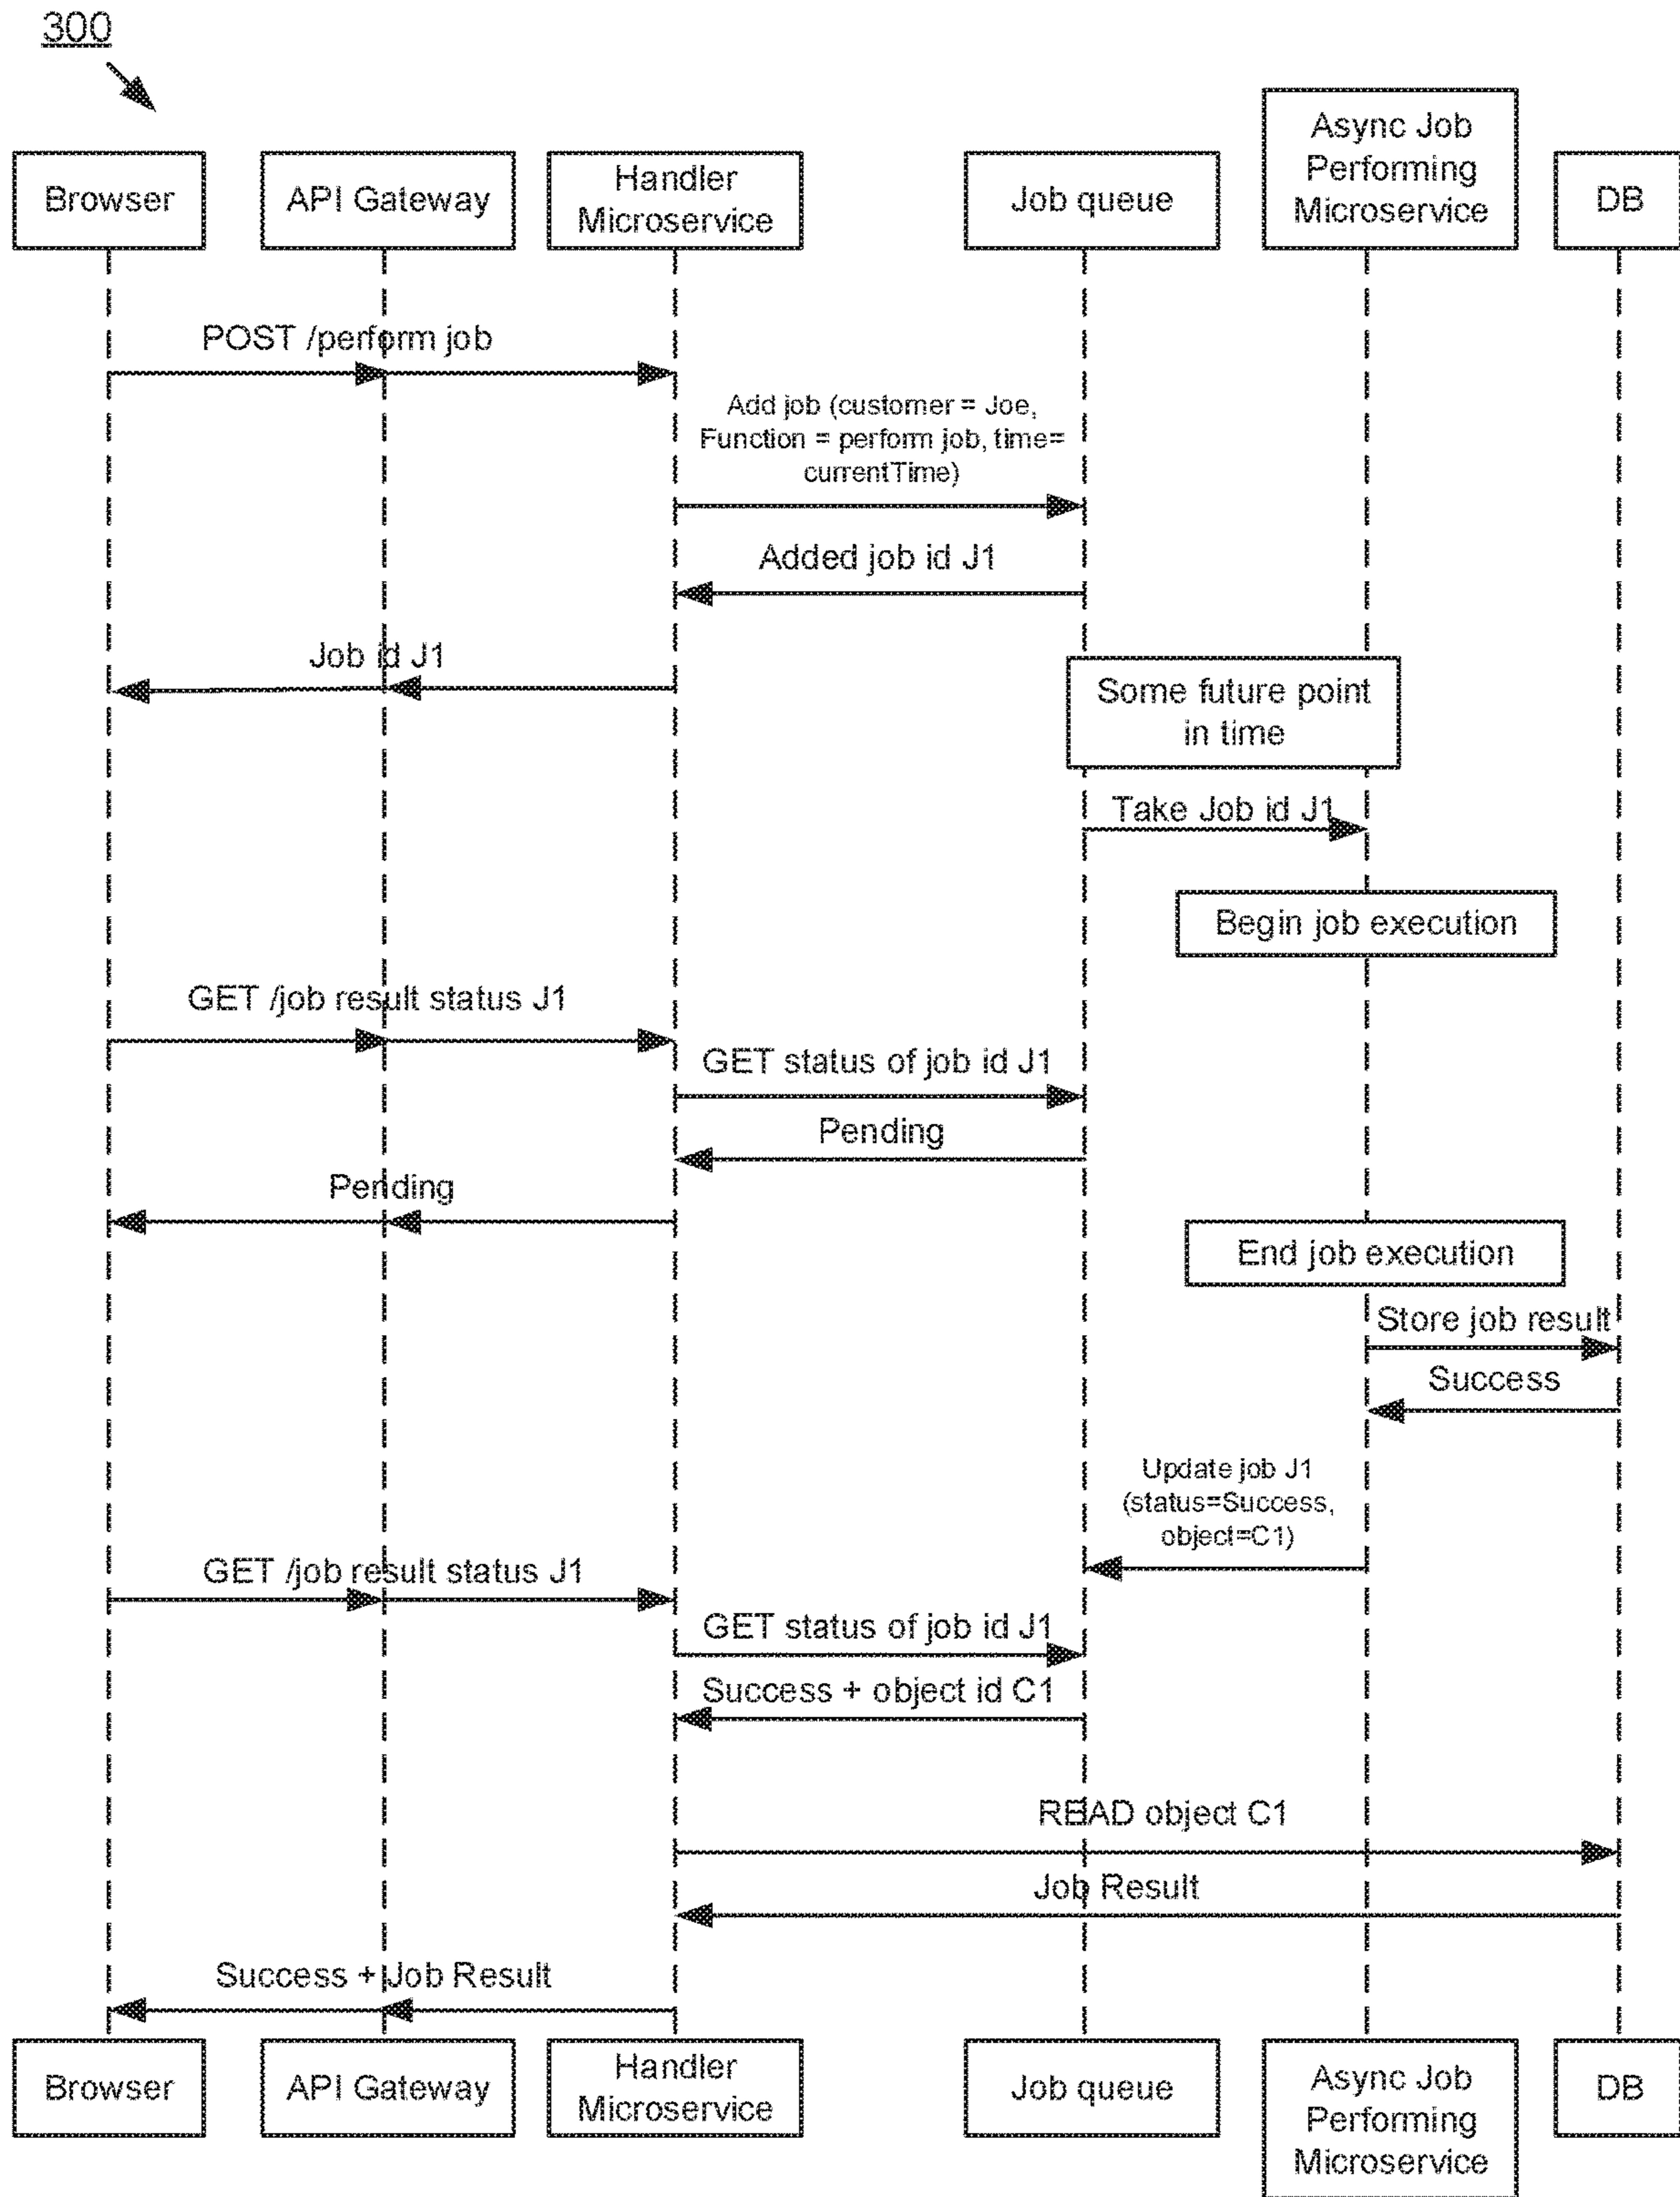 300
Browser
API Gateway
Handler
Microservice
Job queue
Async Job
Performing
Microservice
DB
POST /perform job
Add job (customer = Joe,
Function = perform job, time=
currentTime)
Added job id J1
Job id J1
Some future point
in time
Take Job id J1
Begin job execution
GET /job result status J1
GET status of job id J1
Pending
Pending
End job execution
Store job result
Success
Update job J1
(status=Success,
object=C1)
GET /job result status J1
GET status of job id J1
Success + object id C1
READ object C1
Job Result
Success + Job Result
Browser
API Gateway
Handler
Microservice
Job queue
Async Job
Performing
Microservice
DB